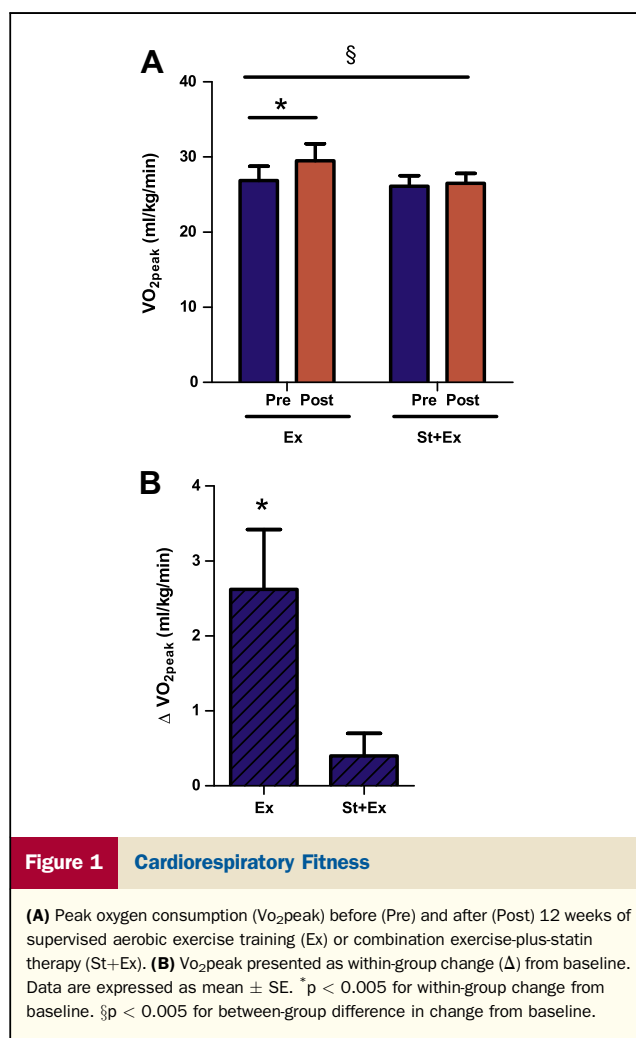 A
§
*
VO2peak (ml/kg/min)
40
30
20
10
0
Pre Post Pre Post
Ex St+Ex
B
*
Δ VO2peak (ml/kg/min)
4
3
2
1
0
Ex St+Ex
Figure 1 Cardiorespiratory Fitness
(A) Peak oxygen consumption (Vo2peak) before (Pre) and after (Post) 12 weeks of
supervised aerobic exercise training (Ex) or combination exercise-plus-statin
therapy (St+Ex). (B) Vo2peak presented as within-group change (Δ) from baseline.
Data are expressed as mean ± SE. *p < 0.005 for within-group change from
baseline. §p < 0.005 for between-group difference in change from baseline.